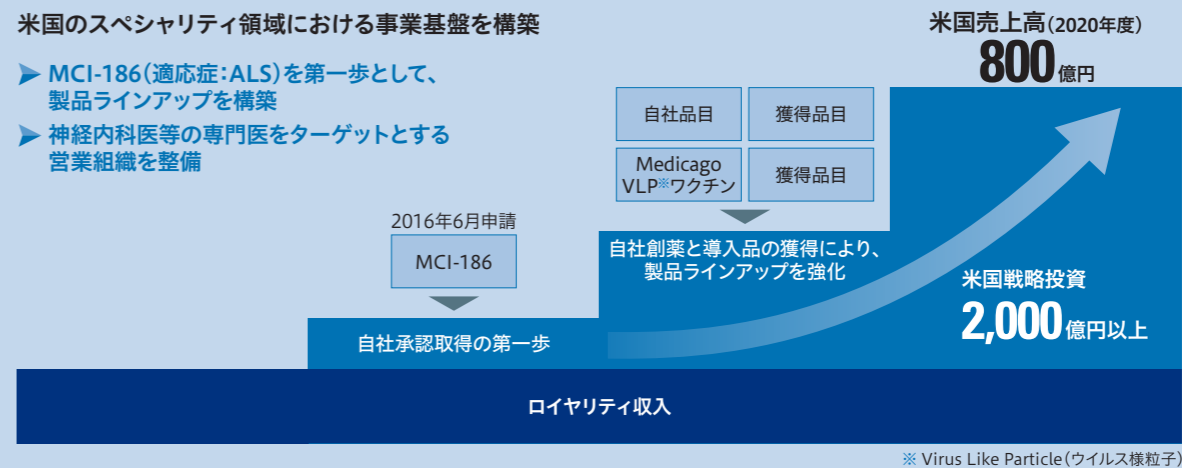 米国のスペシャリティ領域における事業基盤を構築
MCI-186(適応症:ALS)を第一歩として、
製品ラインアップを構築
神経内科医等の専門医をターゲットとする
営業組織を整備
2016年6月申請
MCI-186
自社承認取得の第一歩
自社品目
獲得品目
Medicago
VLP※ワクチン
獲得品目
自社創薬と導入品の獲得により、
製品ラインアップを強化
米国売上高(2020年度)
800億円
米国戦略投資
2,000億円以上
ロイヤリティ収入
※ Virus Like Particle(ウイルス様粒子)